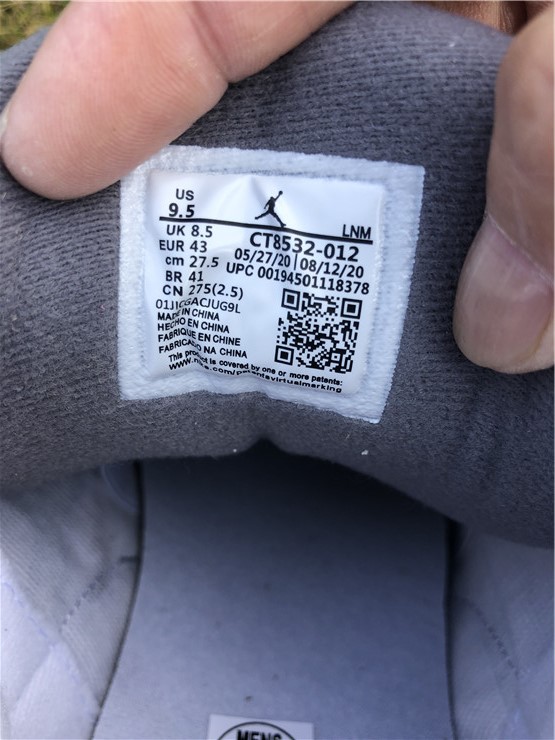 US
9.5
LNM
UK 8.5
CT8532-012
EUR 43
05/27/20 | 08/12/20
cm 27.5
UPC 00194501118378
BR 41
CN 275(2.5)
MADE IN CHINA
HECHO EN CHINA
FABRIQUE EN CHINE
FABRICADO NA CHINA
This product is covered by one or more patents:
MENS